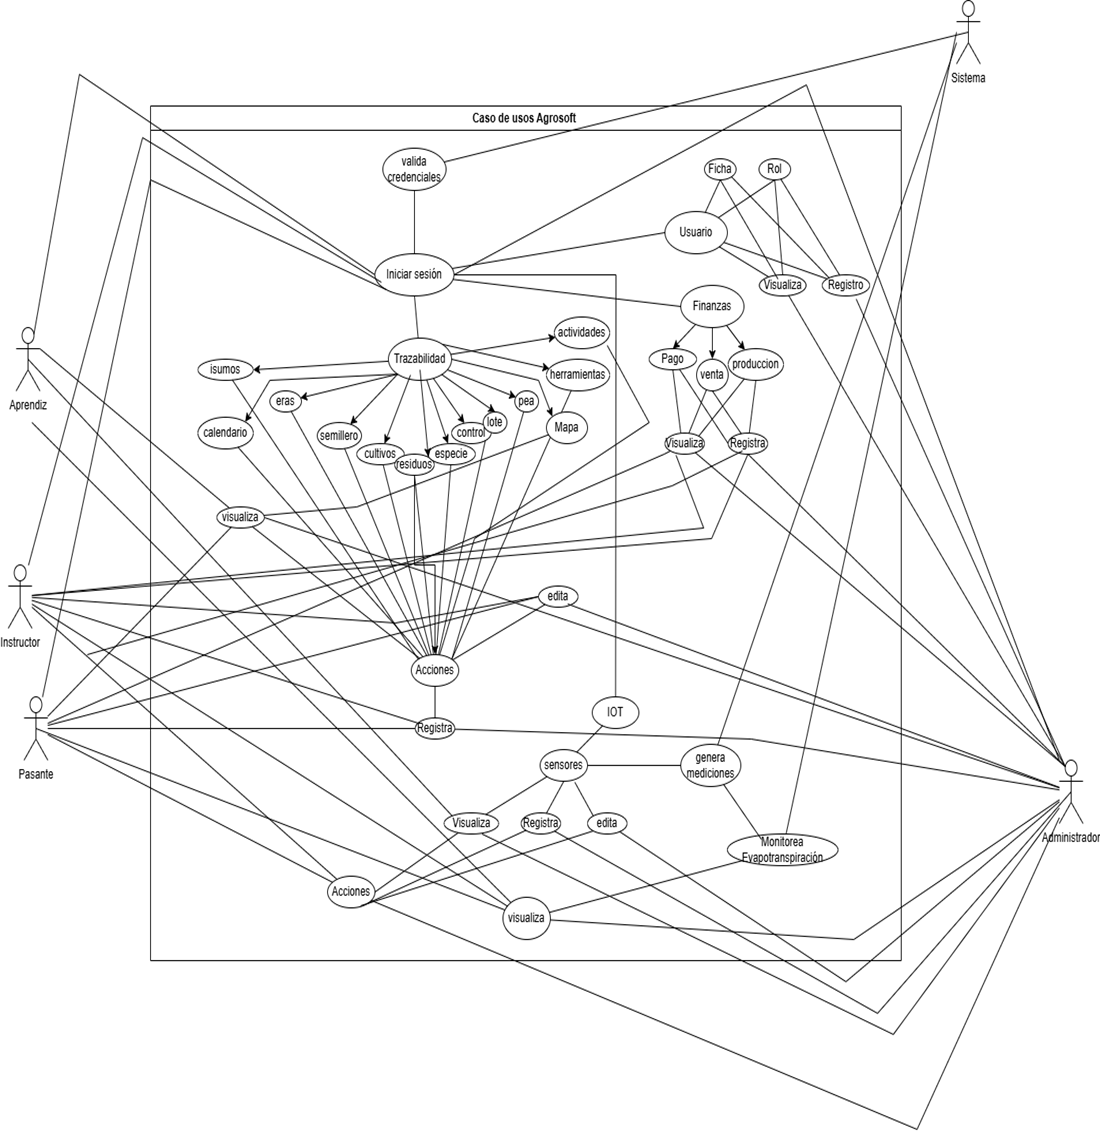 Sistema
Caso de usos Agrosoft
valida
credenciales
Ficha
Rol
Usuario
Iniciar sesión
Visualiza
Registro
Finanzas
actividades
Trazabilidad
Pago
produccion
isumos
herramientas
venta
Aprendiz
eras
pea
calendario
semillero
control
lote
Mapa
Visualiza
Registra
cultivos
residuos
especie
visualiza
edita
Instructor
Acciones
IOT
Registra
Pasante
sensores
genera
mediciones
Visualiza
Registra
edita
Administrador
Monitorea
Evapotranspiración
Acciones
visualiza